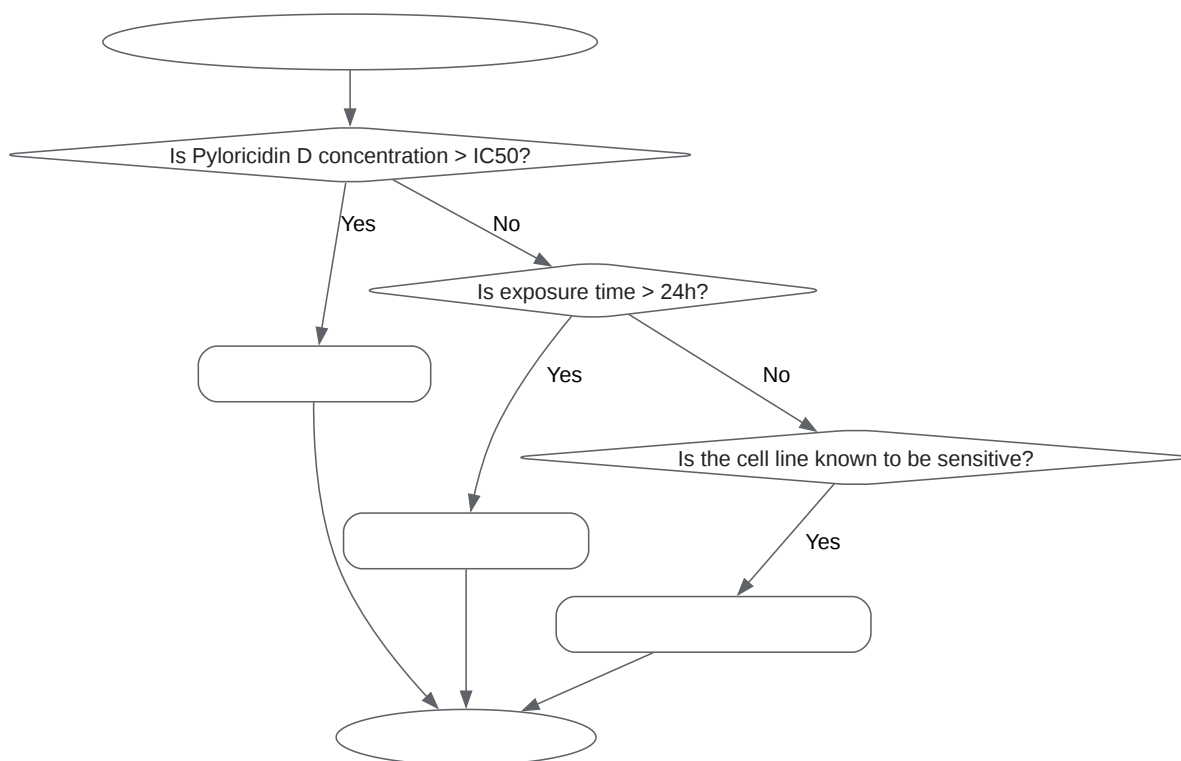 Is Pyloricidin D concentration > IC50?
Yes
No
Is exposure time > 24h?
Yes
No
Is the cell line known to be sensitive?
Yes